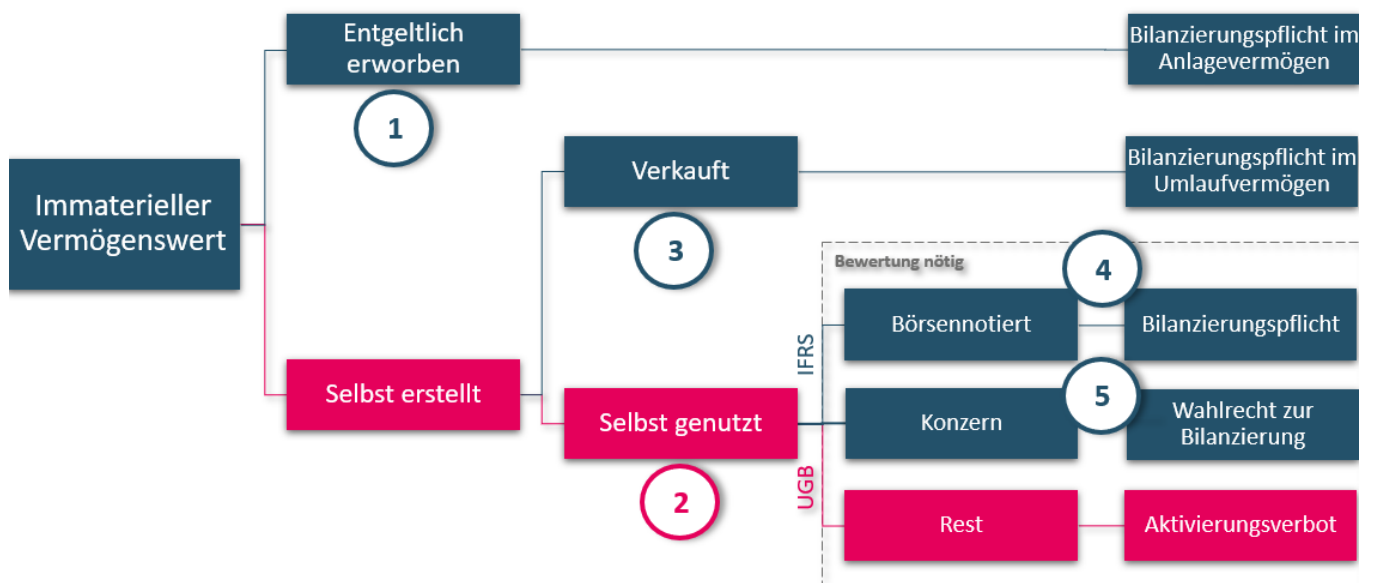 Entgeltlich
erworben
Bilanzierungspflicht im
Anlagevermögen
1
Verkauft
Bilanzierungspflicht im
Umlaufvermögen
Immaterieller
Vermögenswert
3
Bewertung nötig
4
IFRS
Börsennotiert
Bilanzierungspflicht
Selbst erstellt
Selbst genutzt
5
Konzern
Wahlrecht zur
Bilanzierung
2
UGB
Rest
Aktivierungsverbot